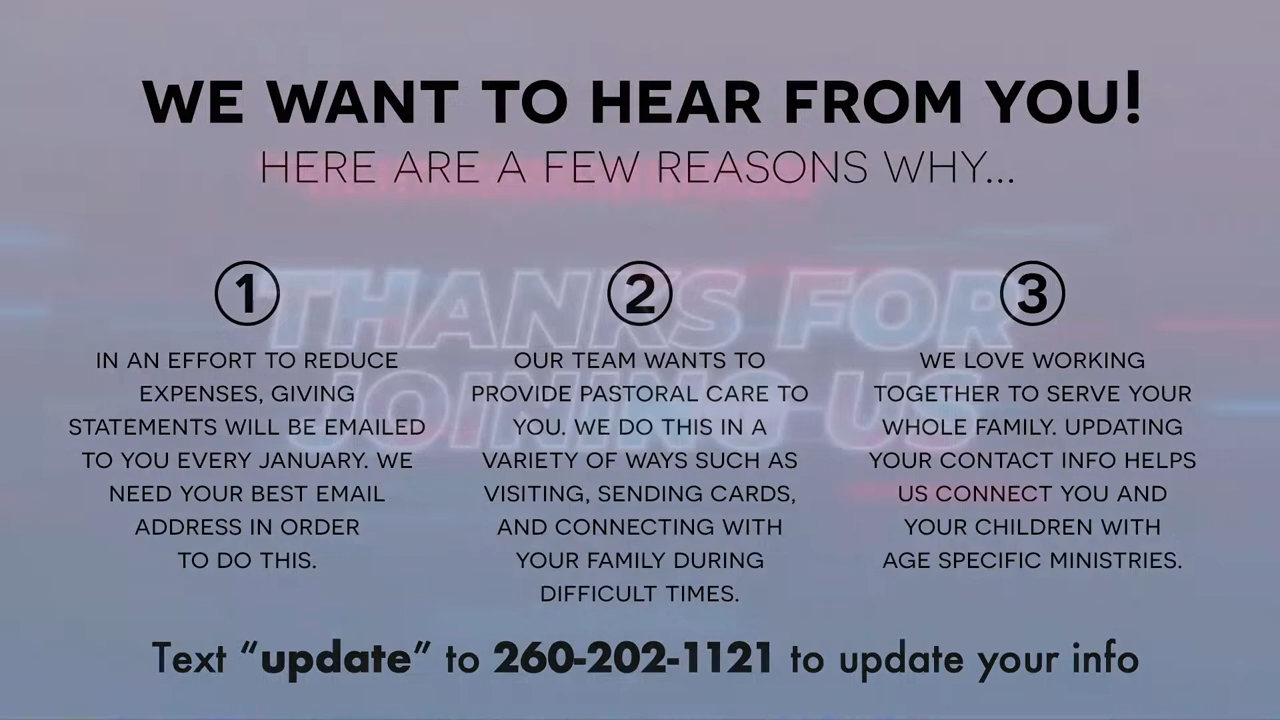 WE WANT TO HEAR FROM YOU!
HERE ARE A FEW REASONS WHY...
THANKS FOR
JOINING US
1
IN AN EFFORT TO REDUCE
EXPENSES, GIVING
STATEMENTS WILL BE EMAILED
TO YOU EVERY JANUARY. WE
NEED YOUR BEST EMAIL
ADDRESS IN ORDER
TO DO THIS.
2
OUR TEAM WANTS TO
PROVIDE PASTORAL CARE TO
YOU. WE DO THIS IN A
VARIETY OF WAYS SUCH AS
VISITING, SENDING CARDS,
AND CONNECTING WITH
YOUR FAMILY DURING
DIFFICULT TIMES.
3
WE LOVE WORKING
TOGETHER TO SERVE YOUR
WHOLE FAMILY. UPDATING
YOUR CONTACT INFO HELPS
US CONNECT YOU AND
YOUR CHILDREN WITH
AGE SPECIFIC MINISTRIES.
Text “update” to 260-202-1121 to update your info